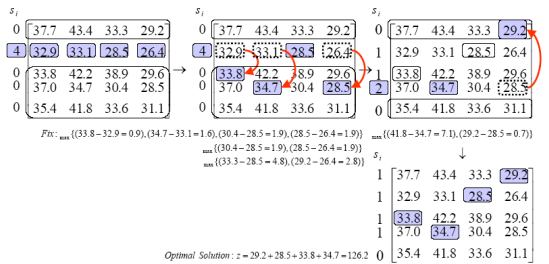 s_i
0 37.7 43.4 33.3 29.2
4 32.9 33.1 28.5 26.4
0 33.8 42.2 38.9 29.6
0 37.0 34.7 30.4 28.5
0 35.4 41.8 33.6 31.1
→
s_i
0 37.7 43.4 33.3 29.2
4 32.9 33.1 28.5 26.4
0 33.8 42.2 38.9 29.6
0 37.0 34.7 30.4 28.5
0 35.4 41.8 33.6 31.1
→
s_i
0 37.7 43.4 33.3 29.2
1 32.9 33.1 28.5 26.4
1 33.8 42.2 38.9 29.6
2 37.0 34.7 30.4 28.5
0 35.4 41.8 33.6 31.1
Fix: max{(33.8−32.9=0.9),(34.7−33.1=1.6),(30.4−28.5=1.9),(28.5−26.4=1.9)}
max{(30.4−28.5=1.9),(28.5−26.4=1.9)}
max{(33.3−28.5=4.8),(29.2−26.4=2.8)}
max{(41.8−34.7=7.1),(29.2−28.5=0.7)}
↓
s_i
1 37.7 43.4 33.3 29.2
1 32.9 33.1 28.5 26.4
1 33.8 42.2 38.9 29.6
1 37.0 34.7 30.4 28.5
0 35.4 41.8 33.6 31.1
Optimal Solution: z=29.2+28.5+33.8+34.7=126.2